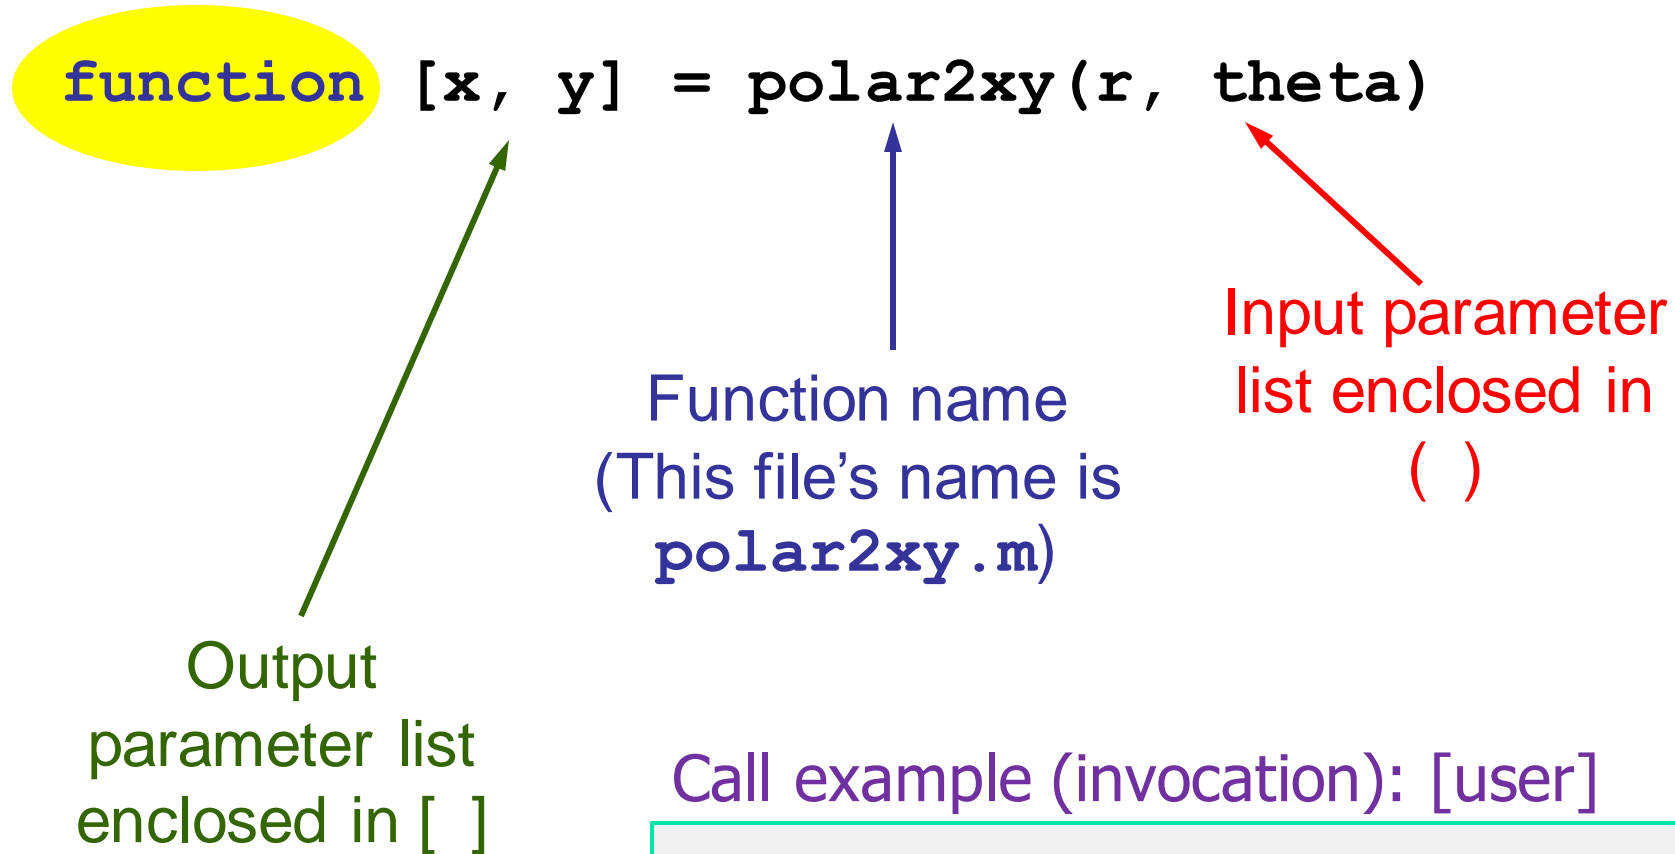 function [x, y] = polar2xy(r, theta)
Input parameter
list enclosed in
( )
Function name
(This file’s name is
polar2xy.m)
Output
parameter list
enclosed in [ ]
Call example (invocation): [user]